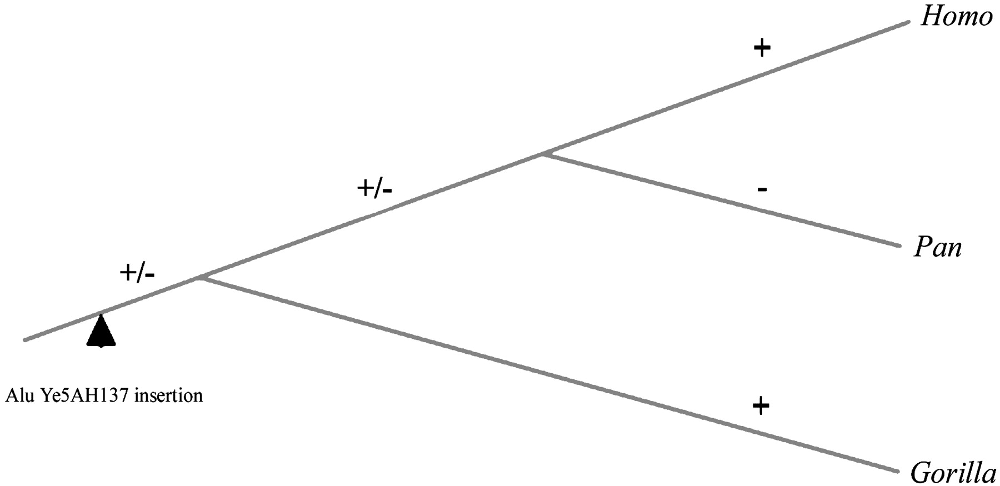 Homo
+
+/-
-
Pan
+/-
Alu Ye5AH137 insertion
+
Gorilla